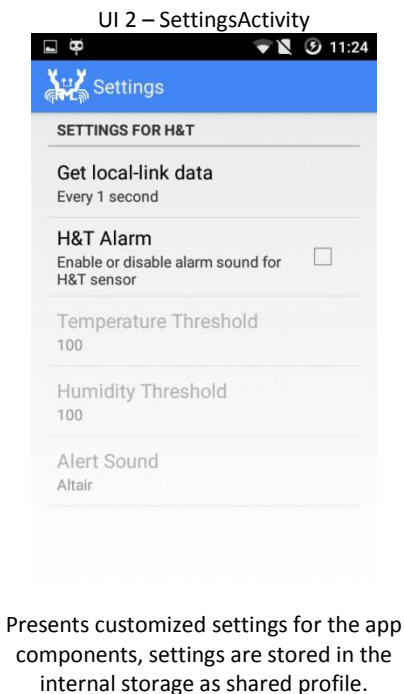 UI 2 – SettingsActivity
11:24
Settings
SETTINGS FOR H&T
Get local-link data
Every 1 second
H&T Alarm
Enable or disable alarm sound for
H&T sensor
Temperature Threshold
100
Humidity Threshold
100
Alert Sound
Altair
Presents customized settings for the app
components, settings are stored in the
internal storage as shared profile.